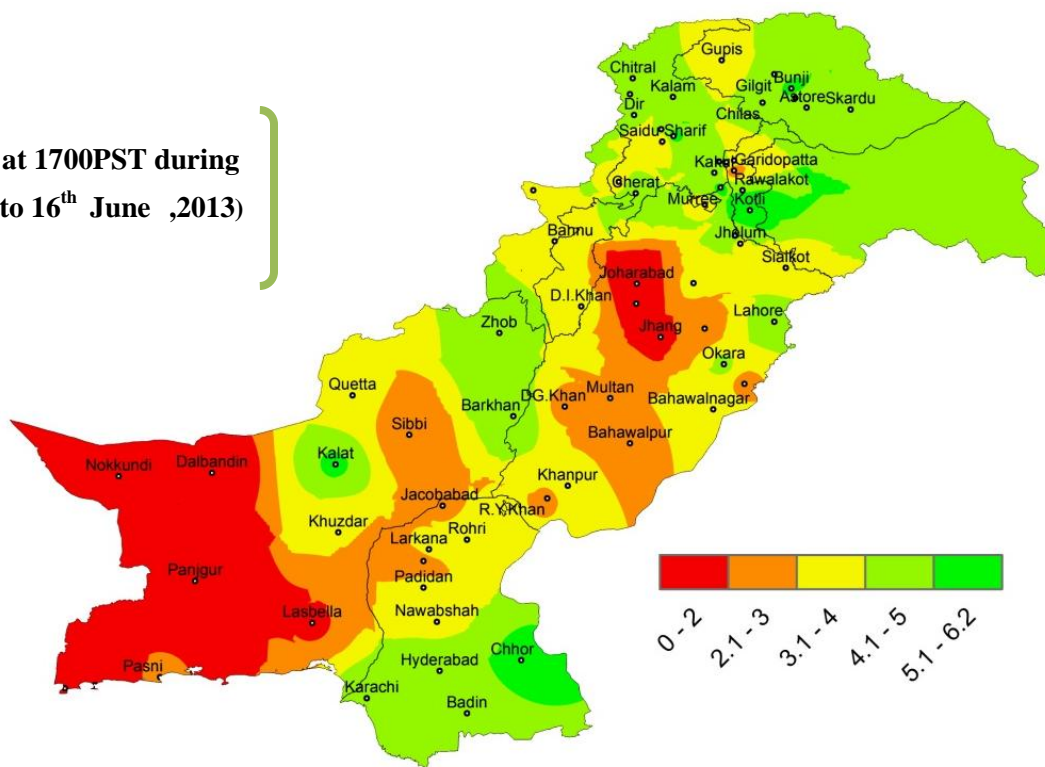 at 1700PST during
to 16th June ,2013)
Gupis
Chitral
Bunji
Kalam
Gilgit
Astore
Skardu
Dir
Chilas
Saidu Sharif
Garidopatta
Cherat
Rawalakot
Murree
Kotli
Bannu
Jhelum
Sialkot
Joharabad
D.I.Khan
Lahore
Zhob
Jhang
Okara
Quetta
Multan
DG.Khan
Bahawalnagar
Barkhan
Sibbi
Bahawalpur
Kalat
Nokkundi
Dalbandin
Khanpur
Jacobabad
R.Y.Khan
Khuzdar
Rohri
Larkana
Panjgur
Padidan
Lasbella
Nawabshah
Chhor
Pasni
Hyderabad
Karachi
Badin
0 - 2
2.1 - 3
3.1 - 4
4.1 - 5
5.1 - 6.2